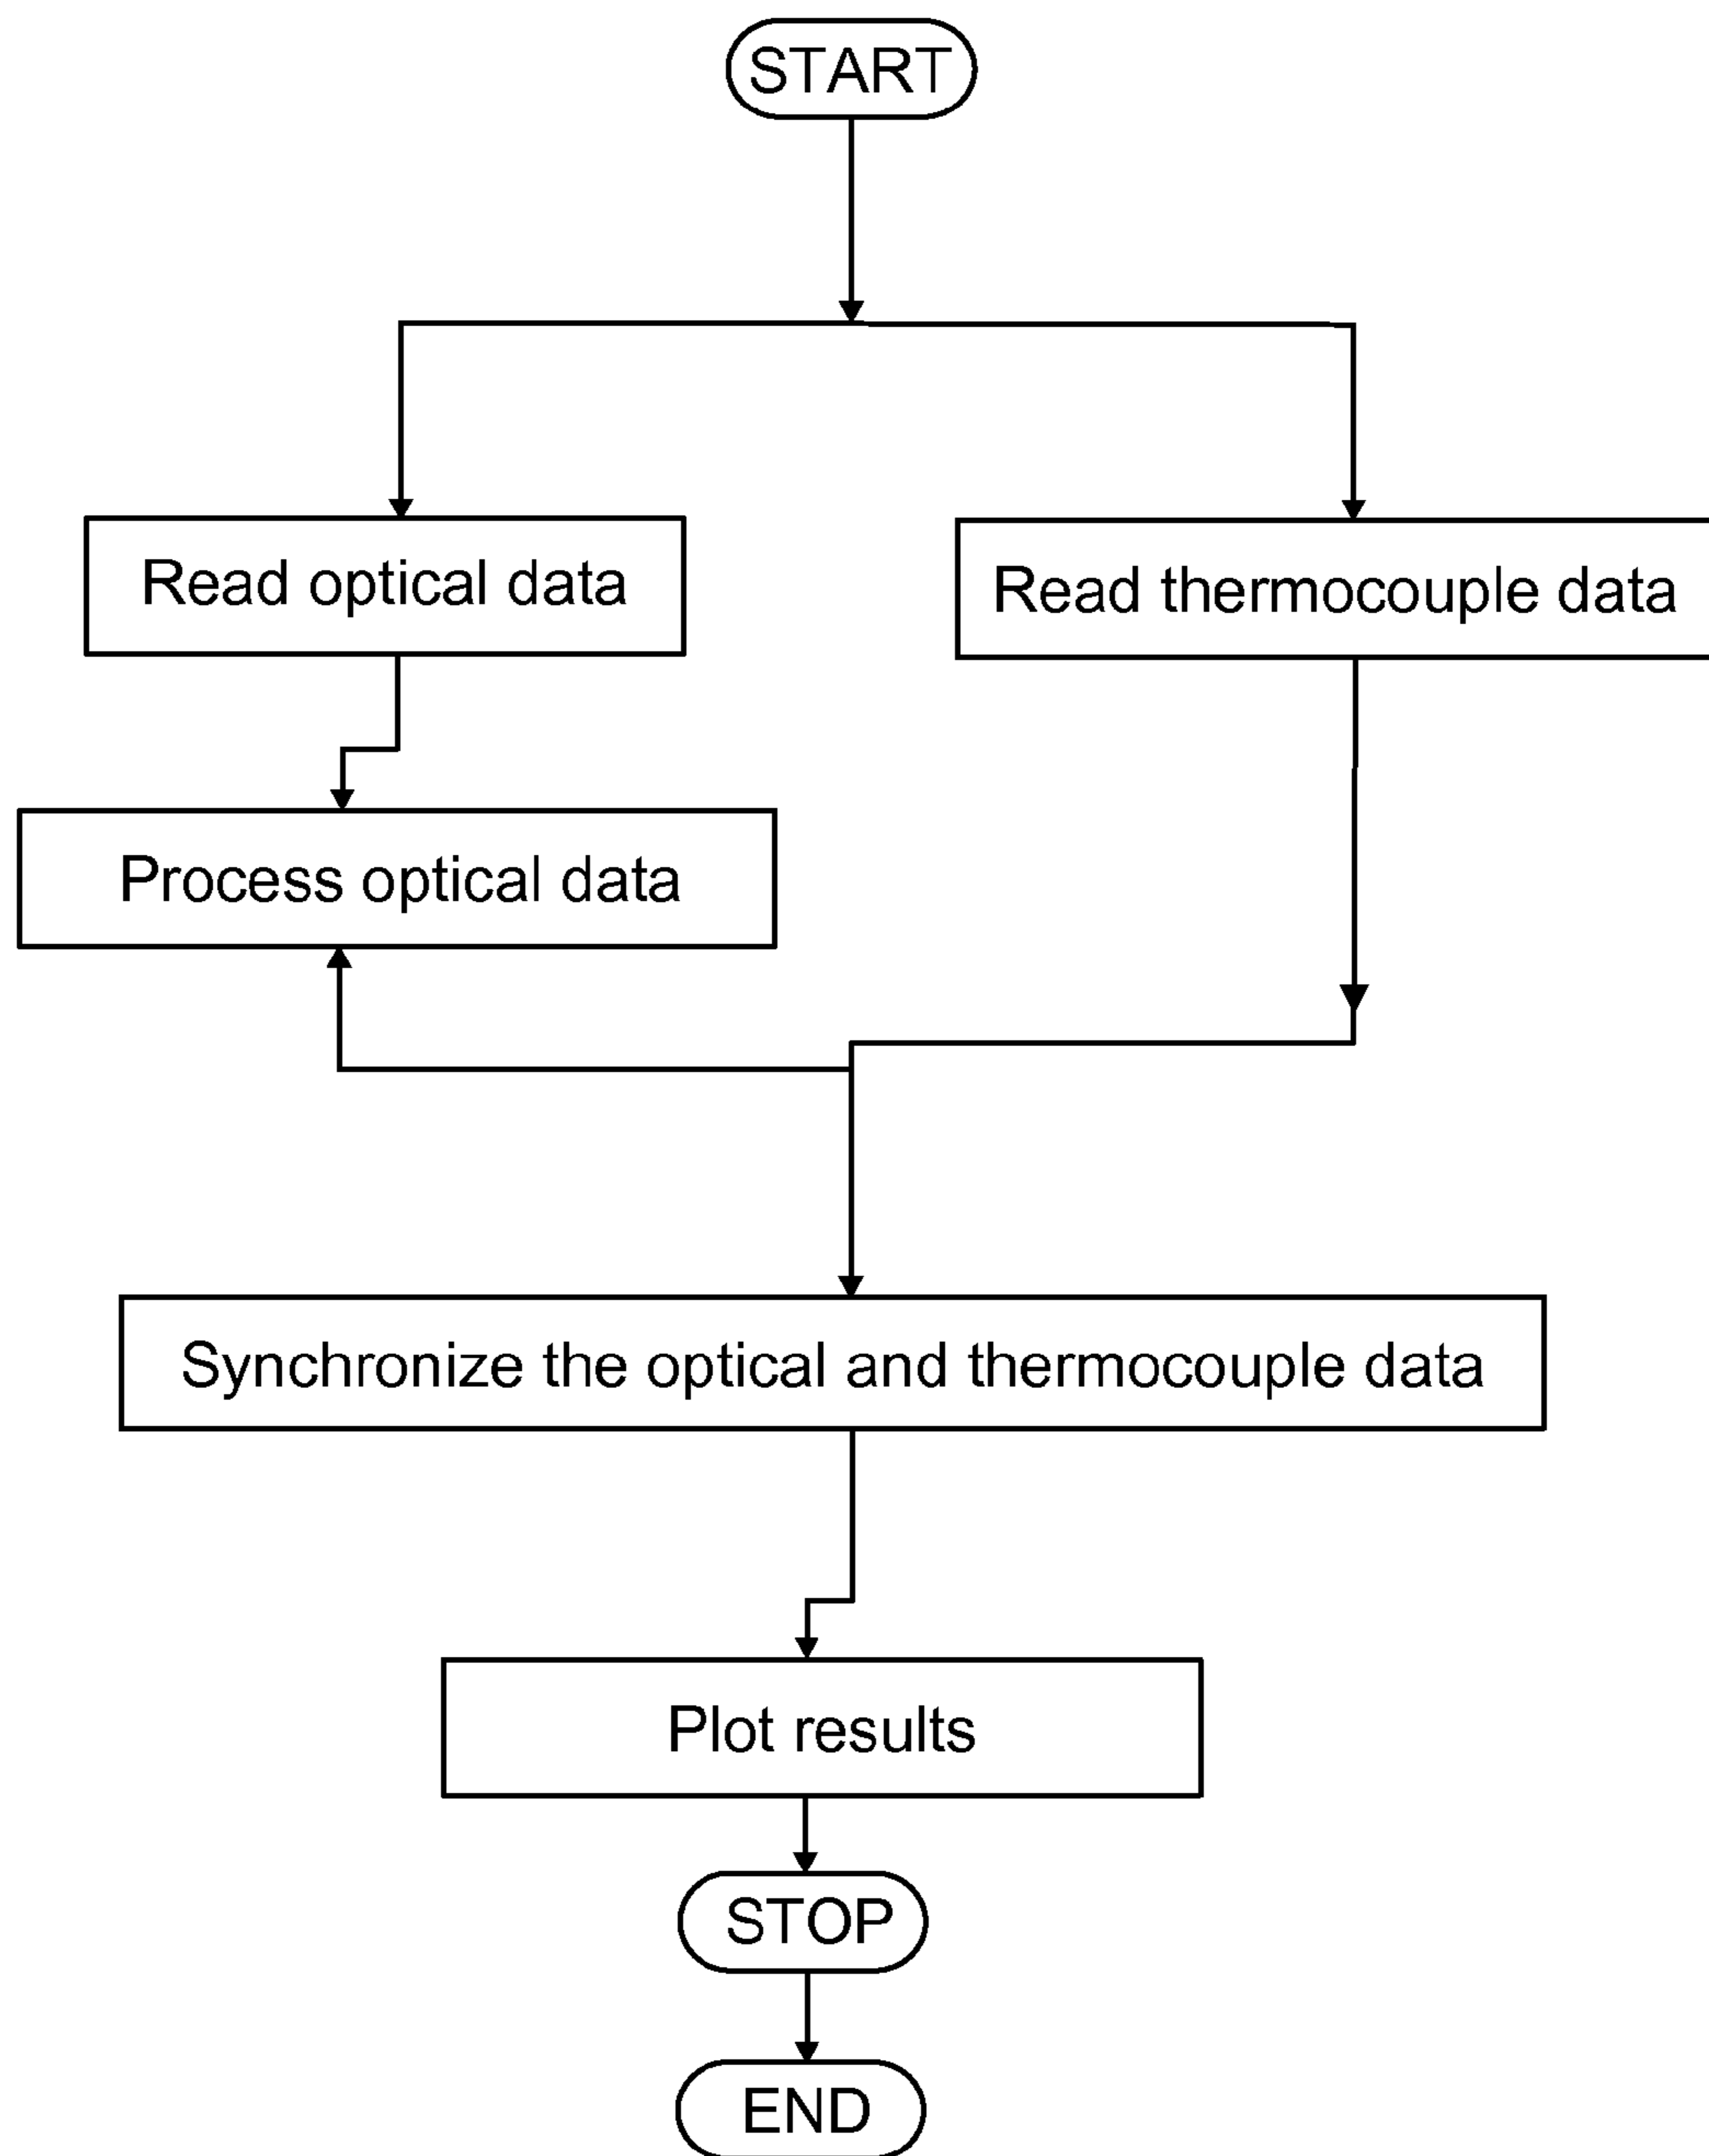 START
Read optical data
Read thermocouple data
Process optical data
Synchronize the optical and thermocouple data
Plot results
STOP
END